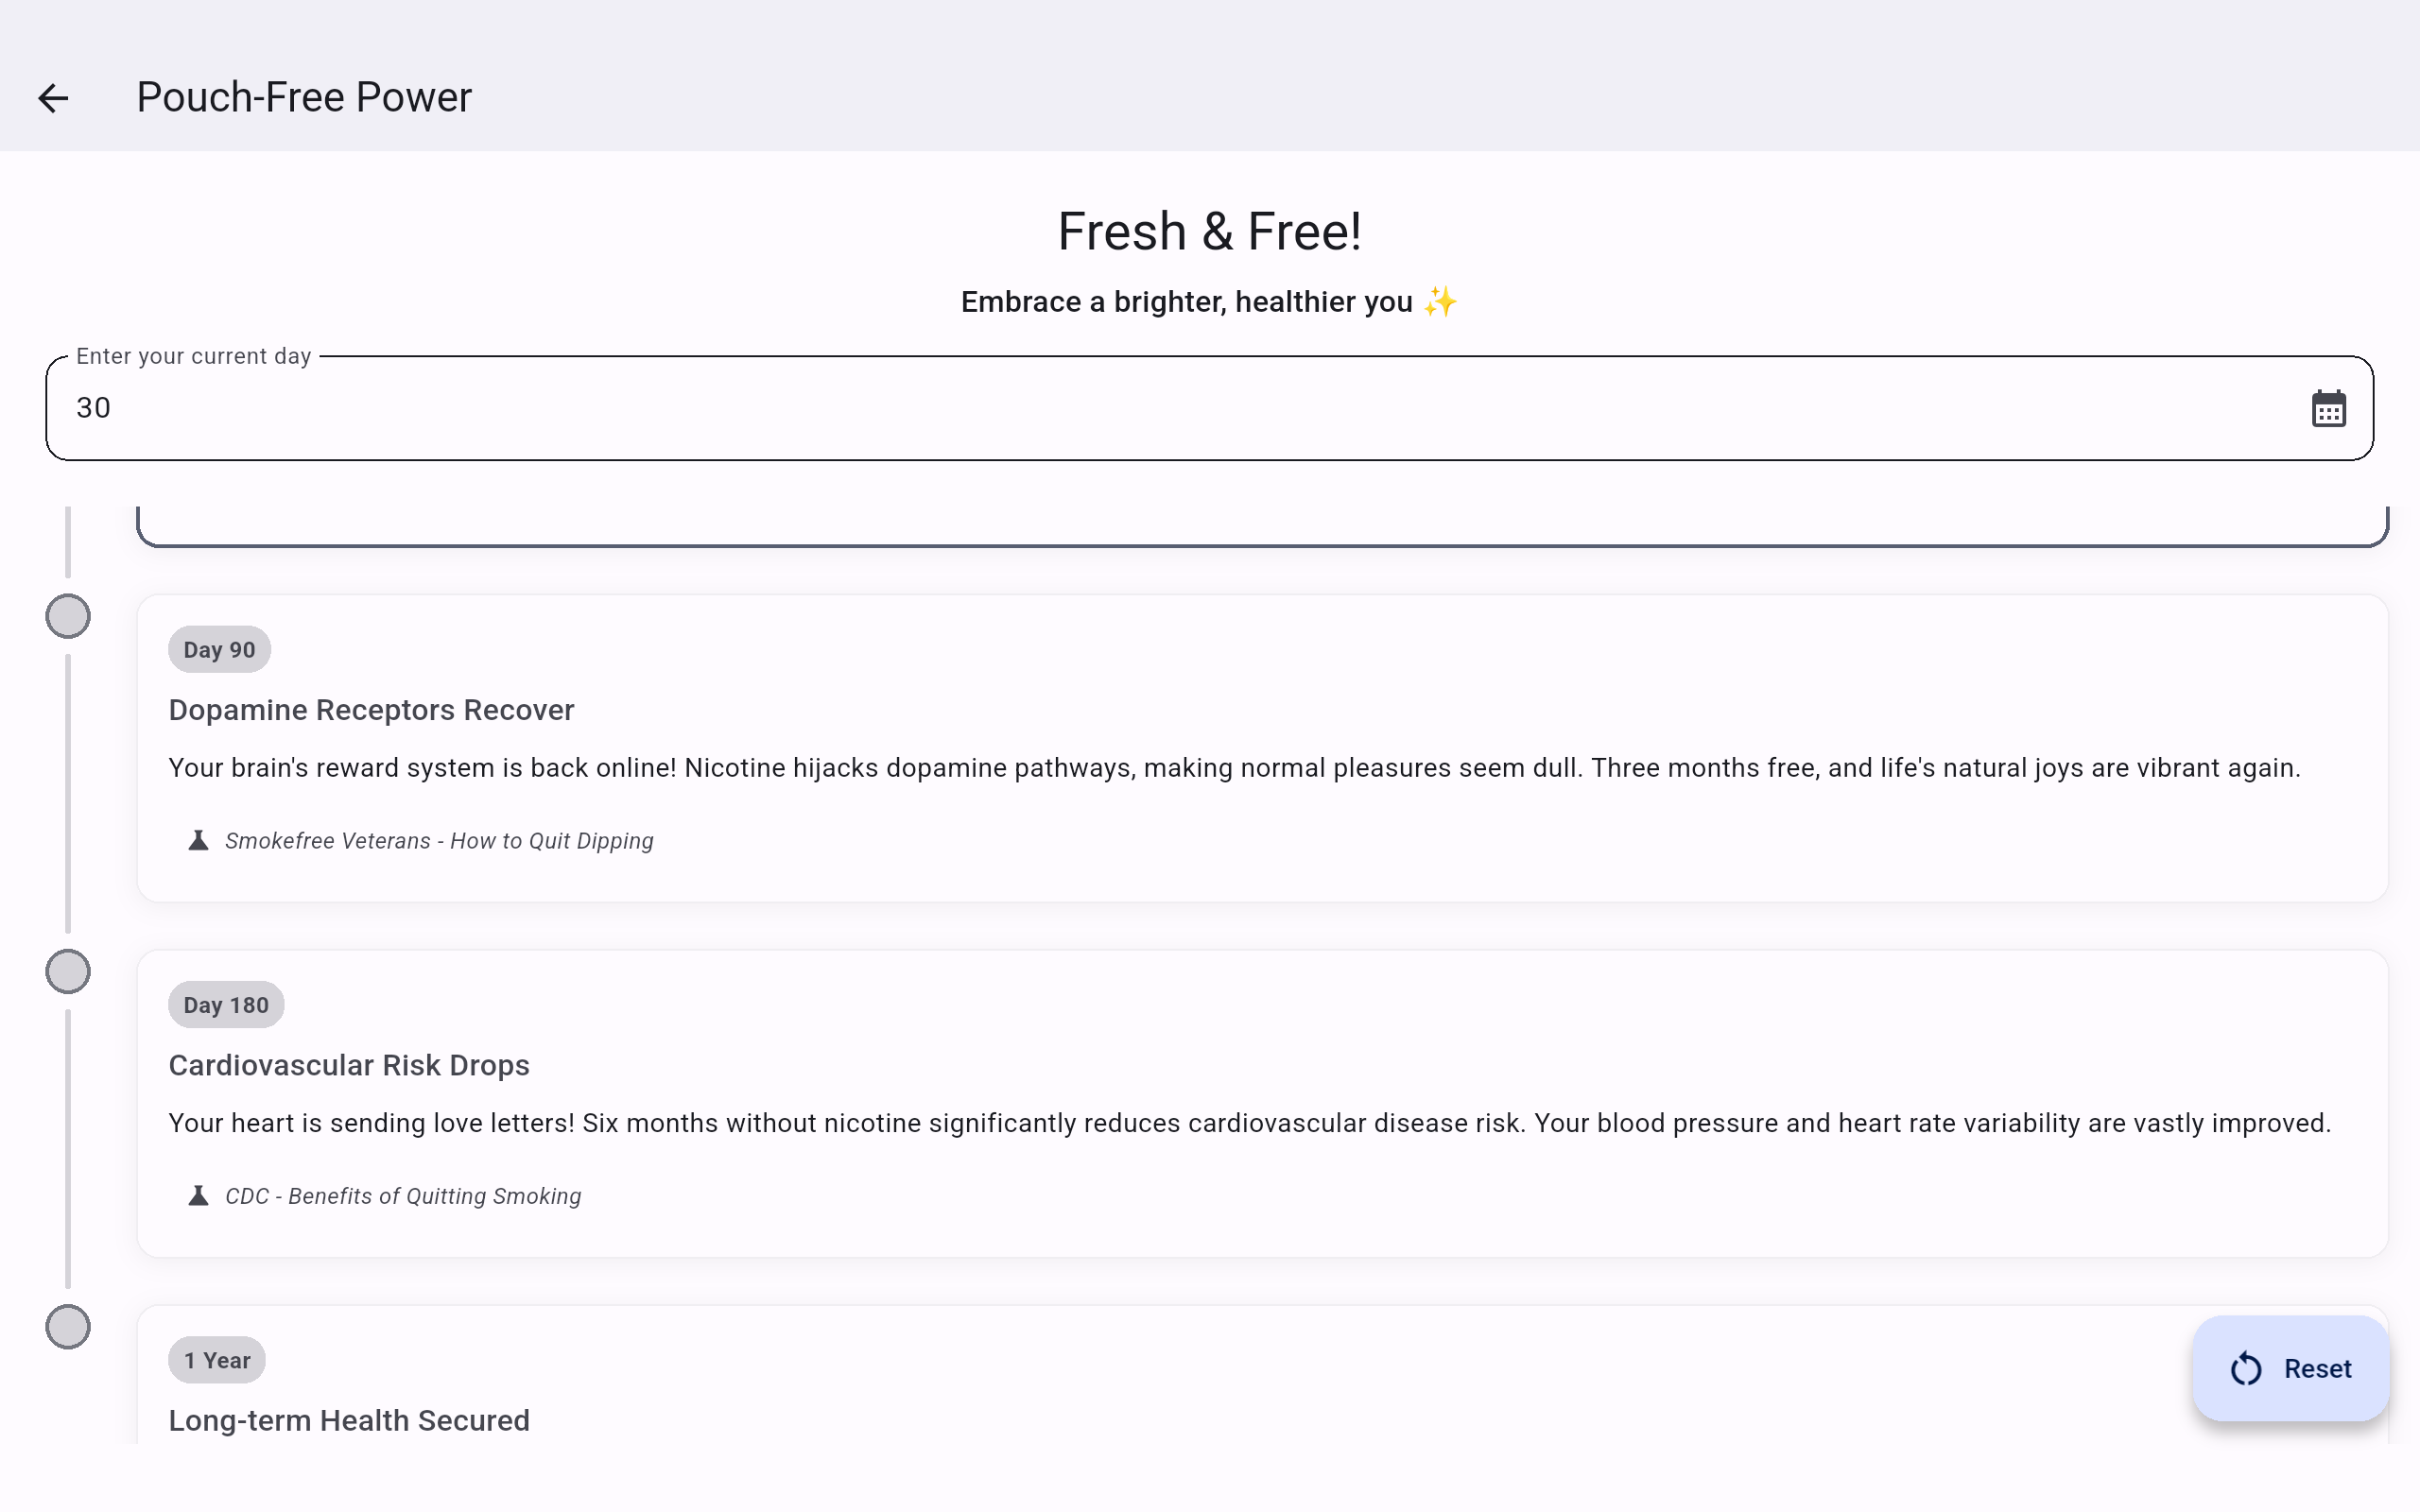 Pouch-Free Power
Fresh & Free!
Embrace a brighter, healthier you ✨
Enter your current day
30
Day 90
Dopamine Receptors Recover
Your brain's reward system is back online! Nicotine hijacks dopamine pathways, making normal pleasures seem dull. Three months free, and life's natural joys are vibrant again.
Smokefree Veterans - How to Quit Dipping
Day 180
Cardiovascular Risk Drops
Your heart is sending love letters! Six months without nicotine significantly reduces cardiovascular disease risk. Your blood pressure and heart rate variability are vastly improved.
CDC - Benefits of Quitting Smoking
1 Year
Long-term Health Secured
Reset